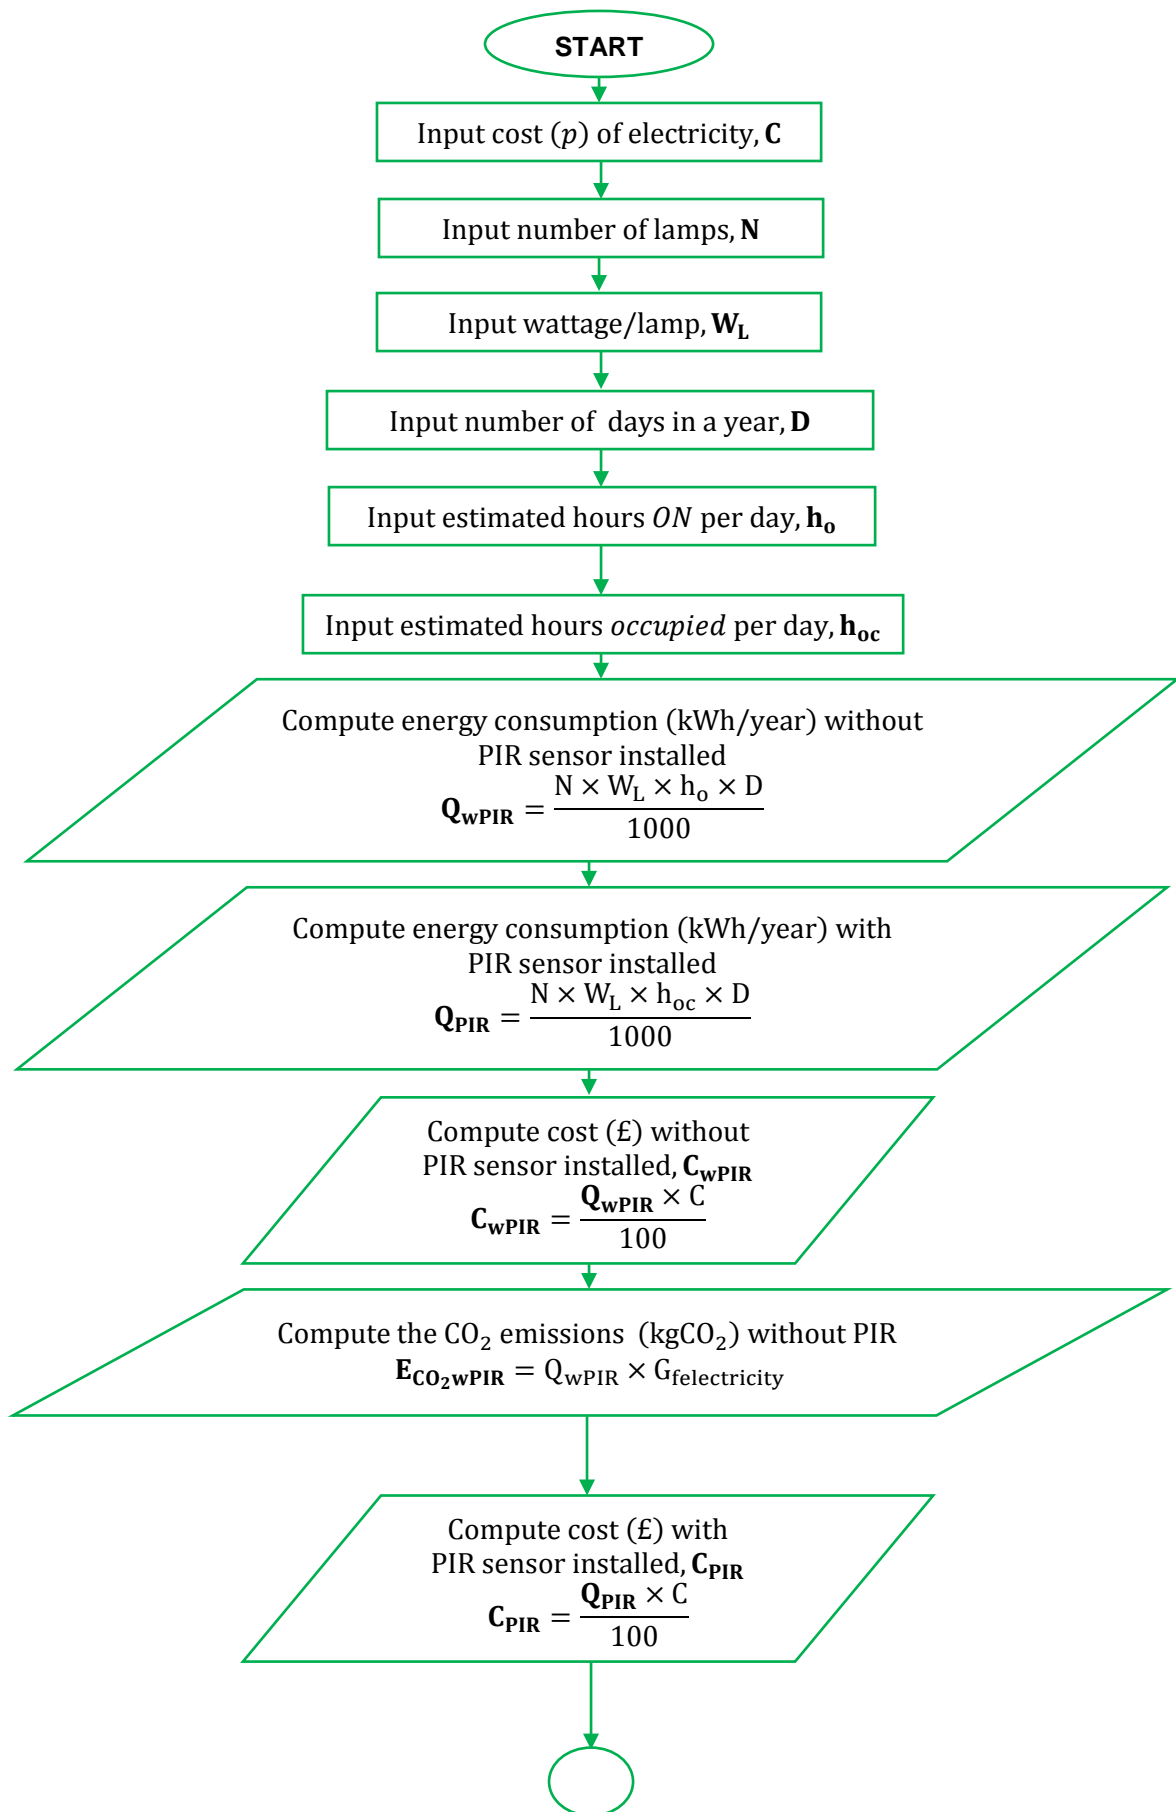 START
Input cost (p) of electricity, C
Input number of lamps, N
Input wattage/lamp, W_L
Input number of  days in a year, D
Input estimated hours ON per day, h_o
Input estimated hours occupied per day, h_oc
Compute energy consumption (kWh/year) without
PIR sensor installed
Q_wPIR = (N × W_L × h_o × D) / 1000
Compute energy consumption (kWh/year) with
PIR sensor installed
Q_PIR = (N × W_L × h_oc × D) / 1000
Compute cost (£) without
PIR sensor installed, C_wPIR
C_wPIR = (Q_wPIR × C) / 100
Compute the CO₂ emissions  (kgCO₂) without PIR
E_CO₂wPIR = Q_wPIR × G_felectricity
Compute cost (£) with
PIR sensor installed, C_PIR
C_PIR = (Q_PIR × C) / 100